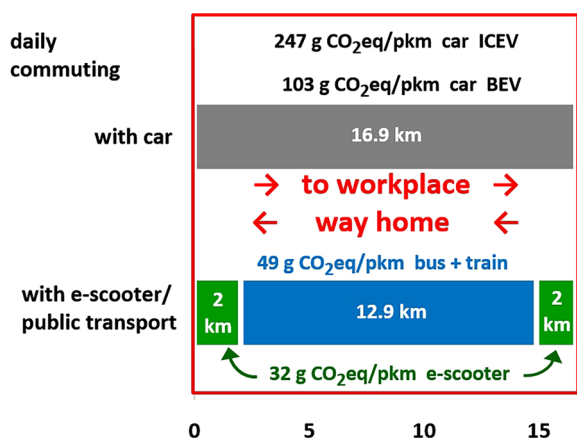 daily
commuting
247 g CO₂eq/pkm car ICEV
103 g CO₂eq/pkm car BEV
with car
16.9 km
→ to workplace →
← way home ←
49 g CO₂eq/pkm bus + train
with e-scooter/
public transport
2
km
12.9 km
2
km
32 g CO₂eq/pkm e-scooter
0 5 10 15